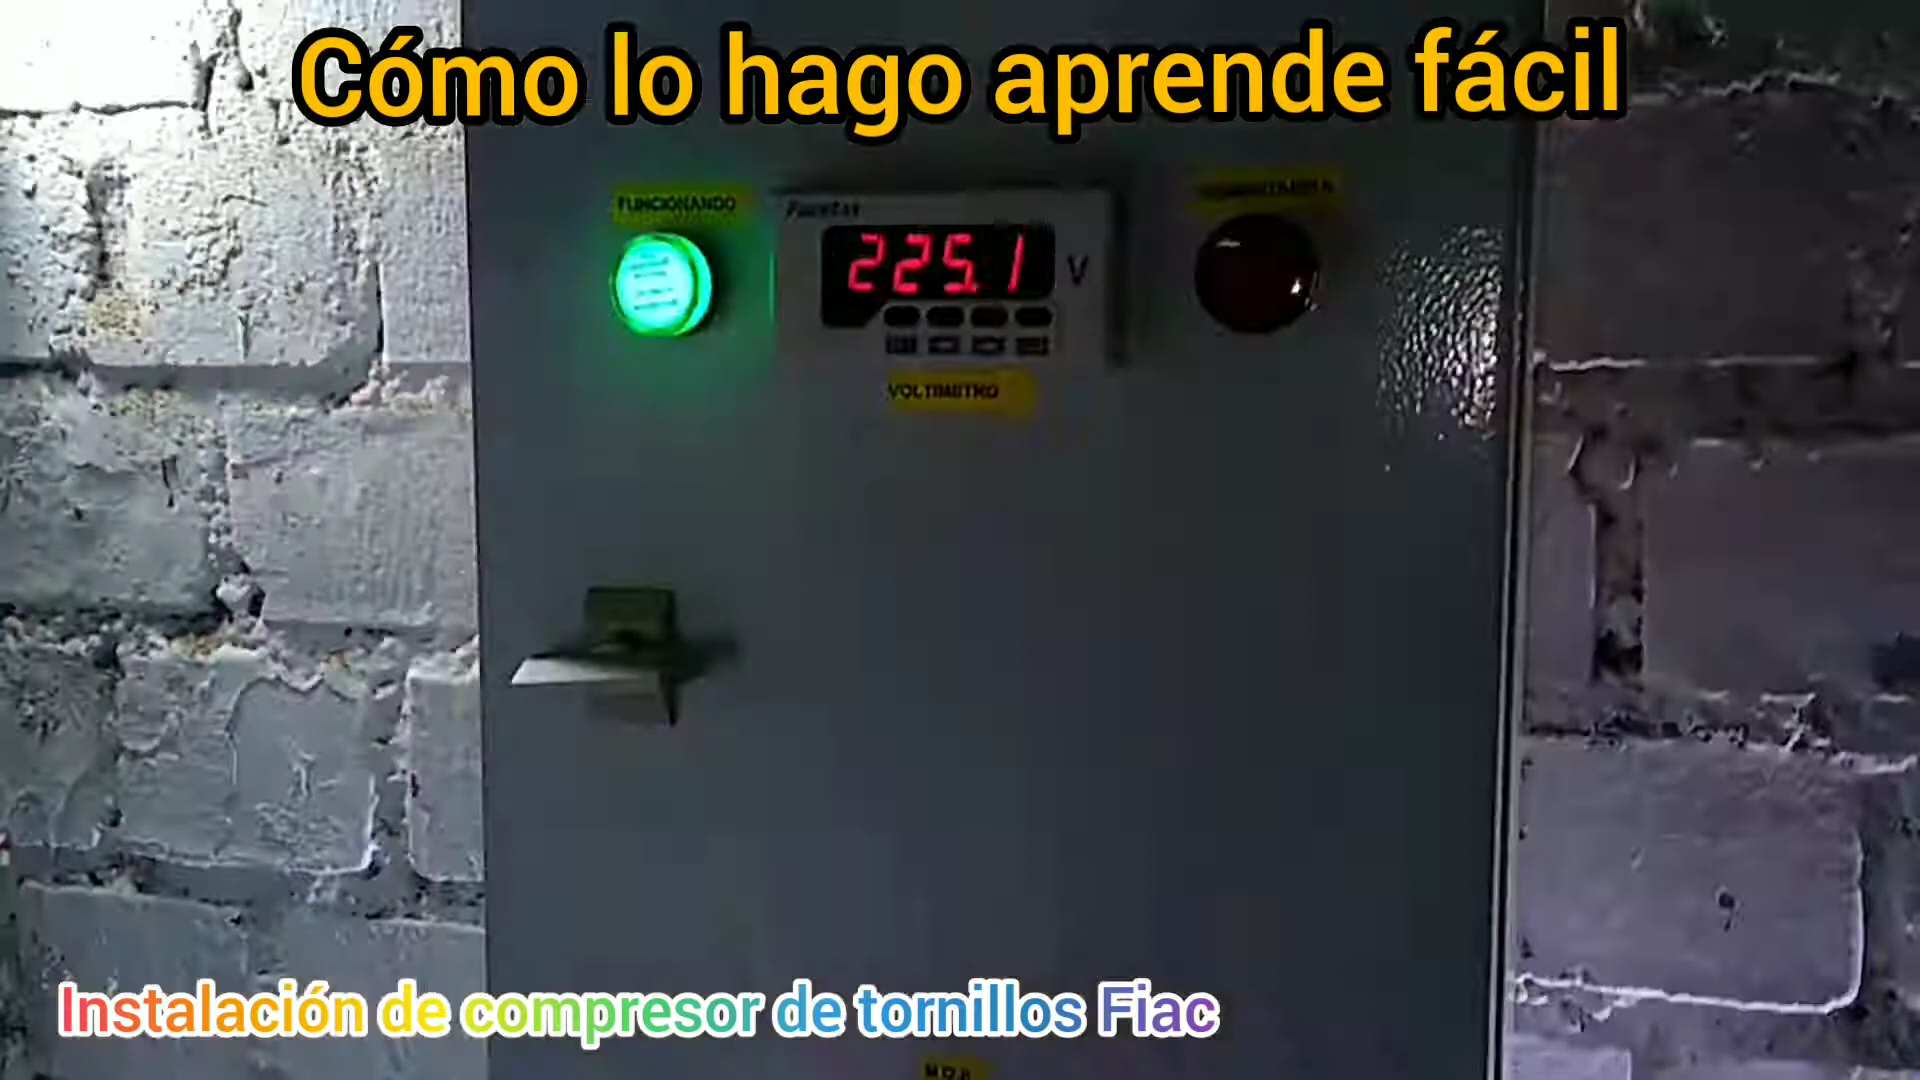 Cómo lo hago aprende fácil
FUNCIONANDO
225.1 V
VOLTIMETRO
Instalación de compresor de tornillos Fiac